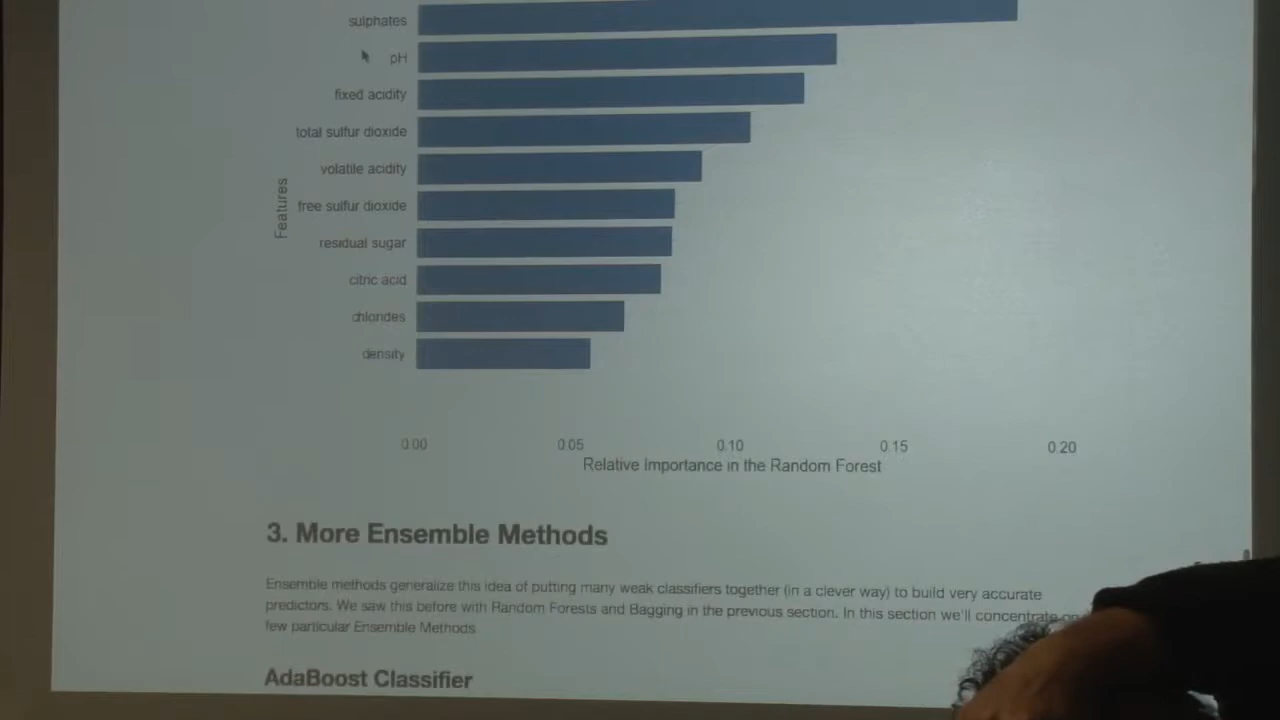 sulphates
pH
fixed acidity
total sulfur dioxide
volatile acidity
Features
free sulfur dioxide
residual sugar
citric acid
chlorides
density
0.00 0.05 0.10 0.15 0.20
Relative Importance in the Random Forest
3. More Ensemble Methods
Ensemble methods generalize this idea of putting many weak classifiers together (in a clever way) to build very accurate
predictors. We saw this before with Random Forests and Bagging in the previous section. In this section we'll concentrate on
few particular Ensemble Methods
AdaBoost Classifier